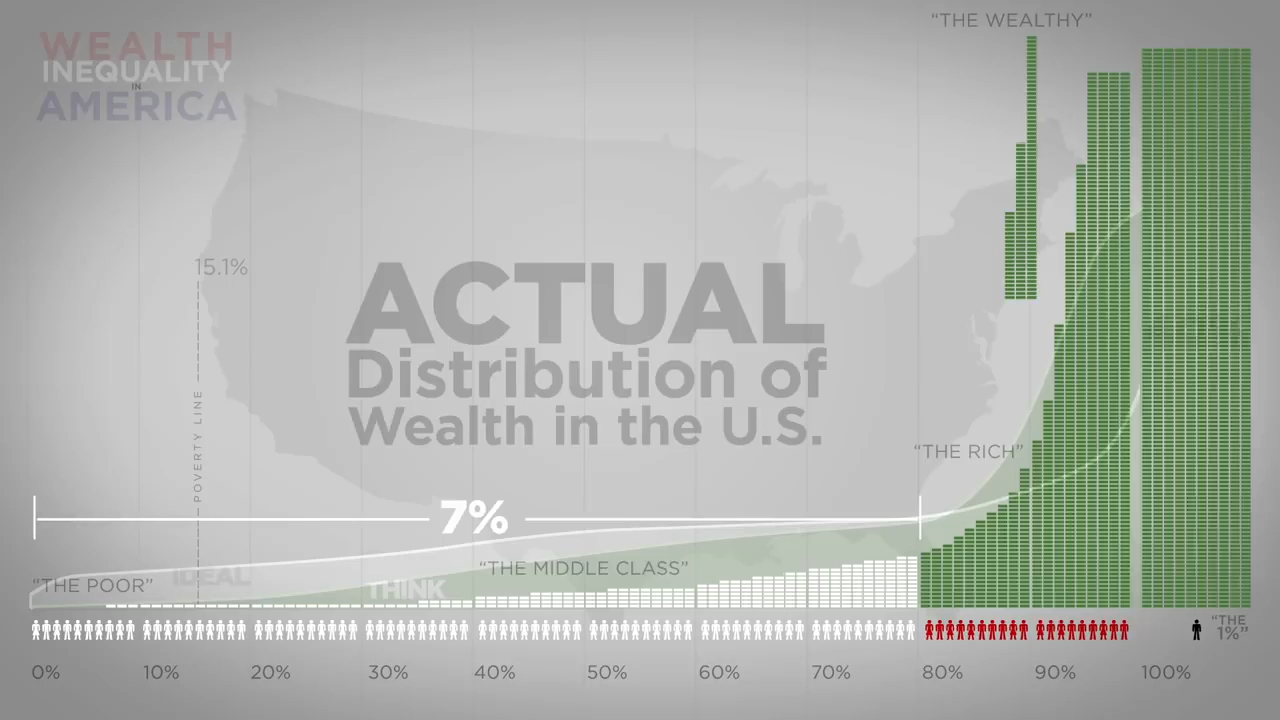 WEALTH
INEQUALITY
IN
AMERICA
“THE WEALTHY”
15.1%
ACTUAL
Distribution of
Wealth in the U.S.
POVERTY LINE
“THE RICH”
7%
“THE POOR”
IDEAL
THINK
“THE MIDDLE CLASS”
“THE
1%”
0%
10%
20%
30%
40%
50%
60%
70%
80%
90%
100%